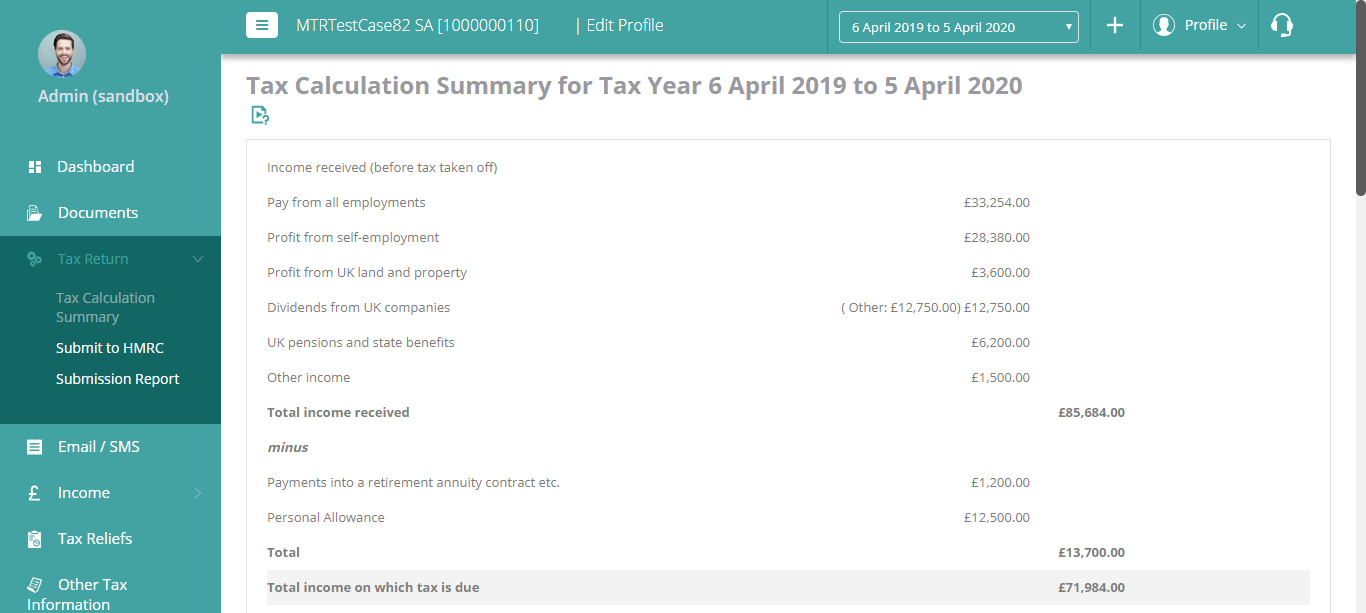 MTRTestCase82 SA [1000000110] | Edit Profile
6 April 2019 to 5 April 2020
Profile
Admin (sandbox)
Dashboard
Documents
Tax Return
Tax Calculation
Summary
Submit to HMRC
Submission Report
Email / SMS
Income
Tax Reliefs
Other Tax
Information
Tax Calculation Summary for Tax Year 6 April 2019 to 5 April 2020
Income received (before tax taken off)
Pay from all employments £33,254.00
Profit from self-employment £28,380.00
Profit from UK land and property £3,600.00
Dividends from UK companies ( Other: £12,750.00) £12,750.00
UK pensions and state benefits £6,200.00
Other income £1,500.00
Total income received £85,684.00
minus
Payments into a retirement annuity contract etc. £1,200.00
Personal Allowance £12,500.00
Total £13,700.00
Total income on which tax is due £71,984.00